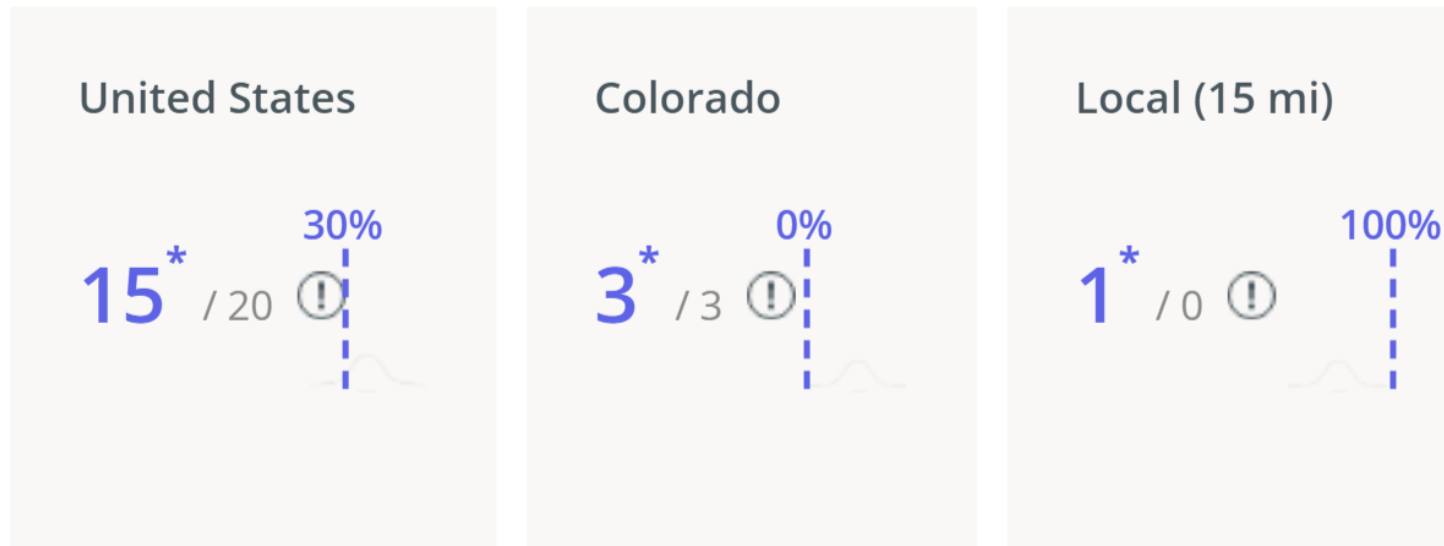 United States
30%
15* / 20
Colorado
0%
3* / 3
Local (15 mi)
100%
1* / 0